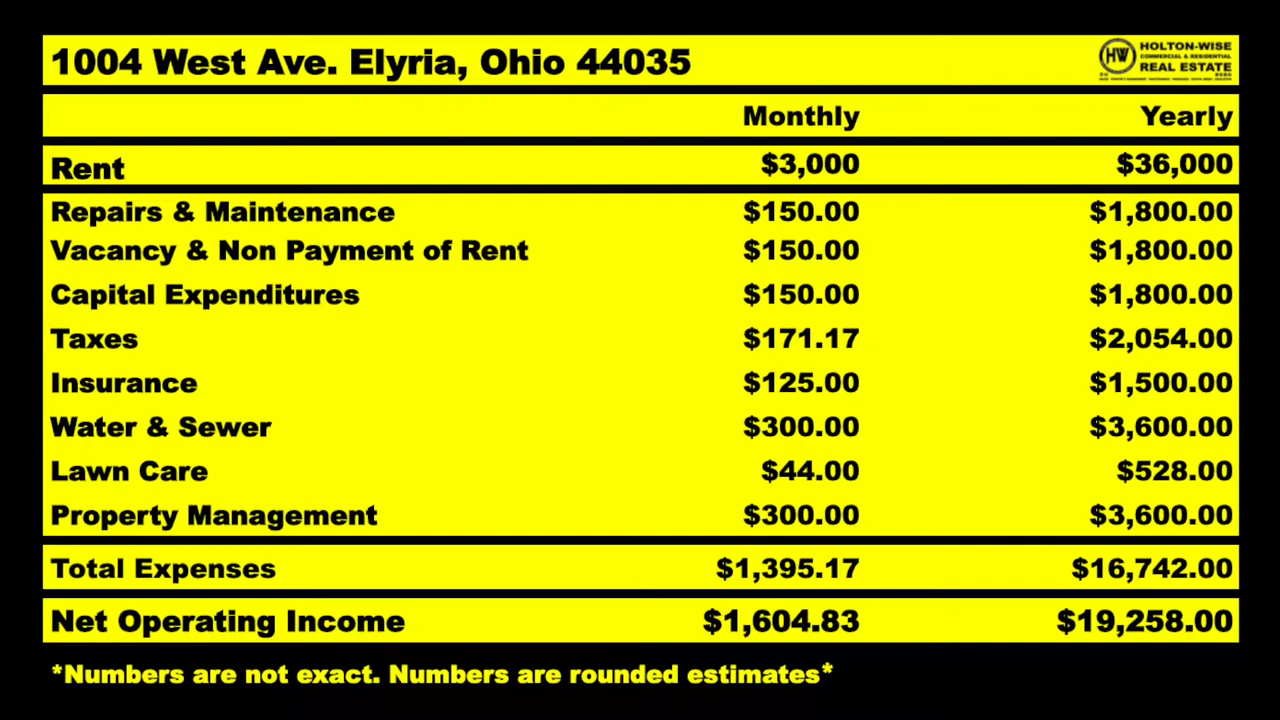 1004 West Ave. Elyria, Ohio 44035
HOLTON-WISE
COMMERCIAL & RESIDENTIAL
REAL ESTATE
HW
Monthly Yearly
Rent $3,000 $36,000
Repairs & Maintenance $150.00 $1,800.00
Vacancy & Non Payment of Rent $150.00 $1,800.00
Capital Expenditures $150.00 $1,800.00
Taxes $171.17 $2,054.00
Insurance $125.00 $1,500.00
Water & Sewer $300.00 $3,600.00
Lawn Care $44.00 $528.00
Property Management $300.00 $3,600.00
Total Expenses $1,395.17 $16,742.00
Net Operating Income $1,604.83 $19,258.00
*Numbers are not exact. Numbers are rounded estimates*